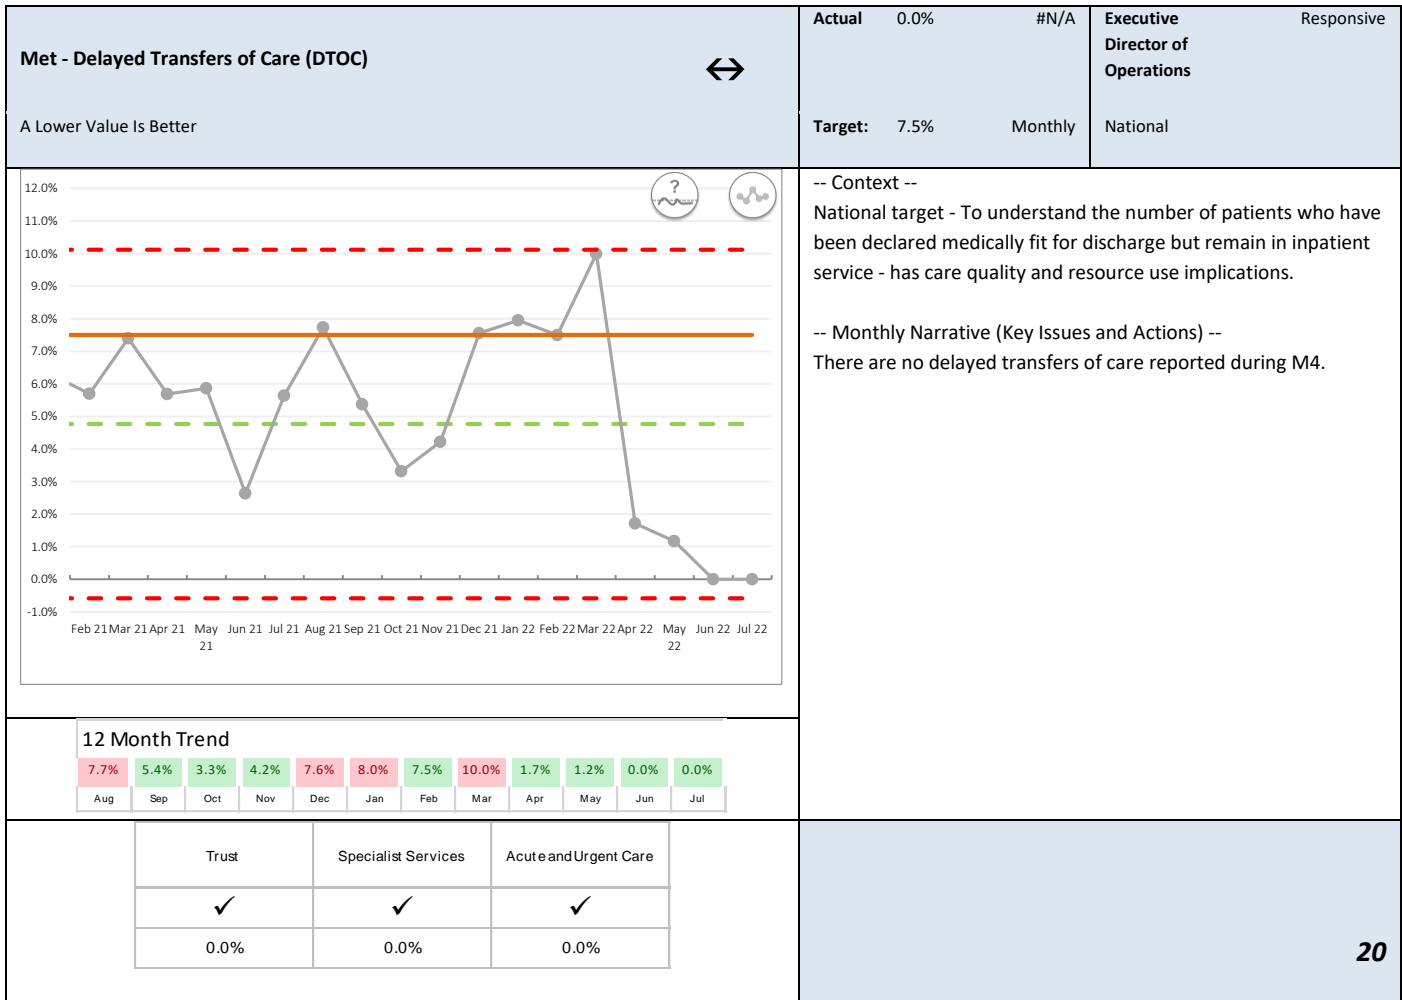 Met - Delayed Transfers of Care (DTOC)
↔
A Lower Value Is Better
Actual 0.0% #N/A
Target: 7.5% Monthly
Executive
Director of
Operations
Responsive
National
?
12.0%
11.0%
10.0%
9.0%
8.0%
7.0%
6.0%
5.0%
4.0%
3.0%
2.0%
1.0%
0.0%
-1.0%
Feb 21 Mar 21 Apr 21 May 21 Jun 21 Jul 21 Aug 21 Sep 21 Oct 21 Nov 21 Dec 21 Jan 22 Feb 22 Mar 22 Apr 22 May 22 Jun 22 Jul 22
-- Context --
National target - To understand the number of patients who have
been declared medically fit for discharge but remain in inpatient
service - has care quality and resource use implications.
-- Monthly Narrative (Key Issues and Actions) --
There are no delayed transfers of care reported during M4.
12 Month Trend
7.7% 5.4% 3.3% 4.2% 7.6% 8.0% 7.5% 10.0% 1.7% 1.2% 0.0% 0.0%
Aug Sep Oct Nov Dec Jan Feb Mar Apr May Jun Jul
Trust Specialist Services Acute and Urgent Care
✓ ✓ ✓
0.0% 0.0% 0.0%
20